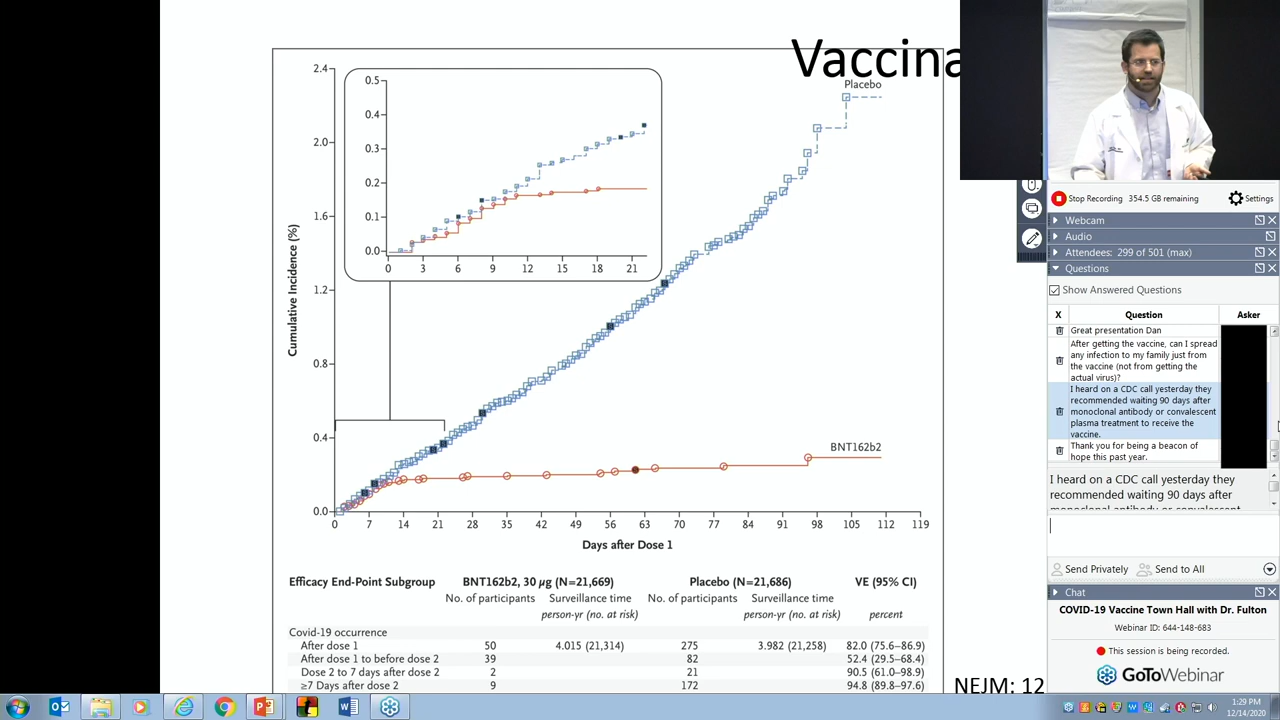 Vaccina
Placebo
2.4
2.0
1.6
1.2
0.8
0.4
0.0
Cumulative Incidence (%)
0.5
0.4
0.3
0.2
0.1
0.0
0 3 6 9 12 15 18 21
BNT162b2
0 7 14 21 28 35 42 49 56 63 70 77 84 91 98 105 112 119
Days after Dose 1
Efficacy End-Point Subgroup BNT162b2, 30 μg (N=21,669) Placebo (N=21,686) VE (95% CI)
No. of participants Surveillance time No. of participants Surveillance time
person-yr (no. at risk) person-yr (no. at risk) percent
Covid-19 occurrence
After dose 1 50 4.015 (21,314) 275 3.982 (21,258) 82.0 (75.6–86.9)
After dose 1 to before dose 2 39 82 52.4 (29.5–68.4)
Dose 2 to 7 days after dose 2 2 21 90.5 (61.0–98.9)
≥7 Days after dose 2 9 172 94.8 (89.8–97.6)
NEJM: 12
Stop Recording 354.5 GB remaining Settings
Webcam
Audio
Attendees: 299 of 501 (max)
Questions
Show Answered Questions
X Question Asker
Great presentation Dan
After getting the vaccine, can I spread
any infection to my family just from
the vaccine (not from getting the
actual virus)?
I heard on a CDC call yesterday they
recommended waiting 90 days after
monoclonal antibody or convalescent
plasma treatment to receive the
vaccine.
Thank you for being a beacon of
hope this past year.
I heard on a CDC call yesterday they
recommended waiting 90 days after
monoclonal antibody or convalescent
Send Privately Send to All
Chat
COVID-19 Vaccine Town Hall with Dr. Fulton
Webinar ID: 644-148-683
This session is being recorded.
GoToWebinar
1:29 PM
12/14/2020